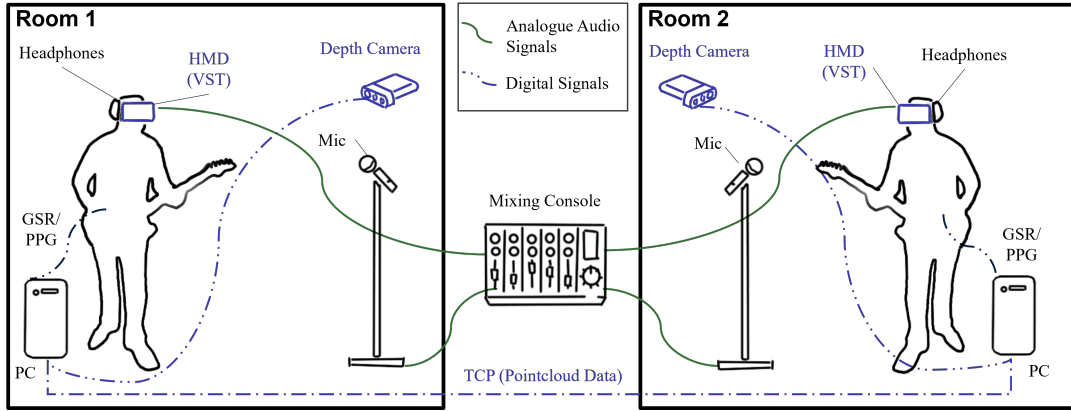 Room 1
Headphones
HMD
(VST)
Depth Camera
Mic
GSR/
PPG
PC
Analogue Audio
Signals
Digital Signals
Mixing Console
TCP (Pointcloud Data)
Room 2
Depth Camera
HMD
(VST)
Headphones
Mic
GSR/
PPG
PC